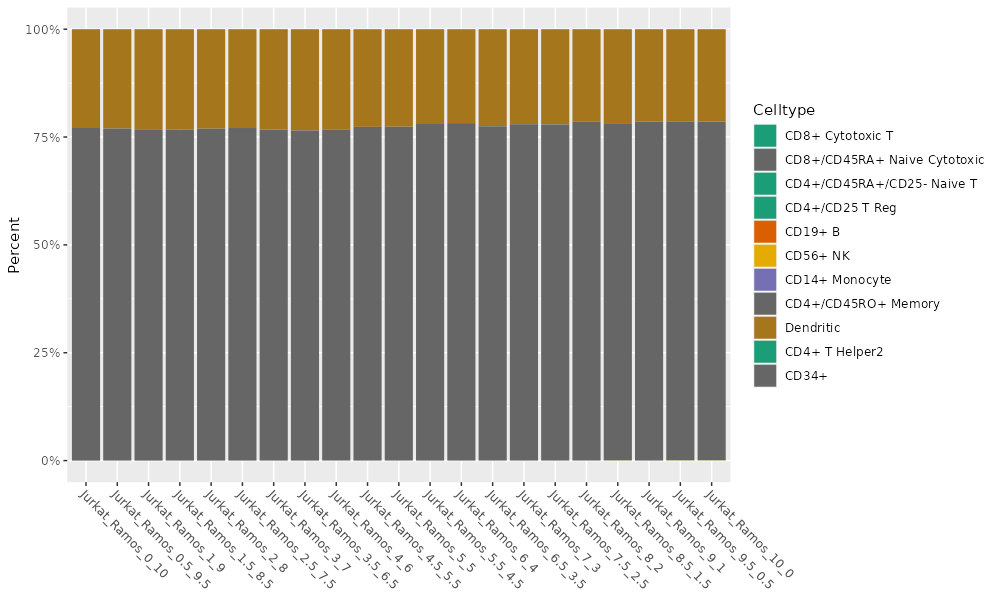 100%
75%
50%
25%
0%
Percent
Jurkat_Ramos_0_10
Jurkat_Ramos_0.5_9.5
Jurkat_Ramos_1_9
Jurkat_Ramos_1.5_8.5
Jurkat_Ramos_2_8
Jurkat_Ramos_2.5_7.5
Jurkat_Ramos_3_7
Jurkat_Ramos_3.5_6.5
Jurkat_Ramos_4_6
Jurkat_Ramos_4.5_5.5
Jurkat_Ramos_5_5
Jurkat_Ramos_5.5_4.5
Jurkat_Ramos_6_4
Jurkat_Ramos_6.5_3.5
Jurkat_Ramos_7_3
Jurkat_Ramos_7.5_2.5
Jurkat_Ramos_8_2
Jurkat_Ramos_8.5_1.5
Jurkat_Ramos_9_1
Jurkat_Ramos_9.5_0.5
Jurkat_Ramos_10_0
Celltype
CD8+ Cytotoxic T
CD8+/CD45RA+ Naive Cytotoxic
CD4+/CD45RA+/CD25- Naive T
CD4+/CD25 T Reg
CD19+ B
CD56+ NK
CD14+ Monocyte
CD4+/CD45RO+ Memory
Dendritic
CD4+ T Helper2
CD34+